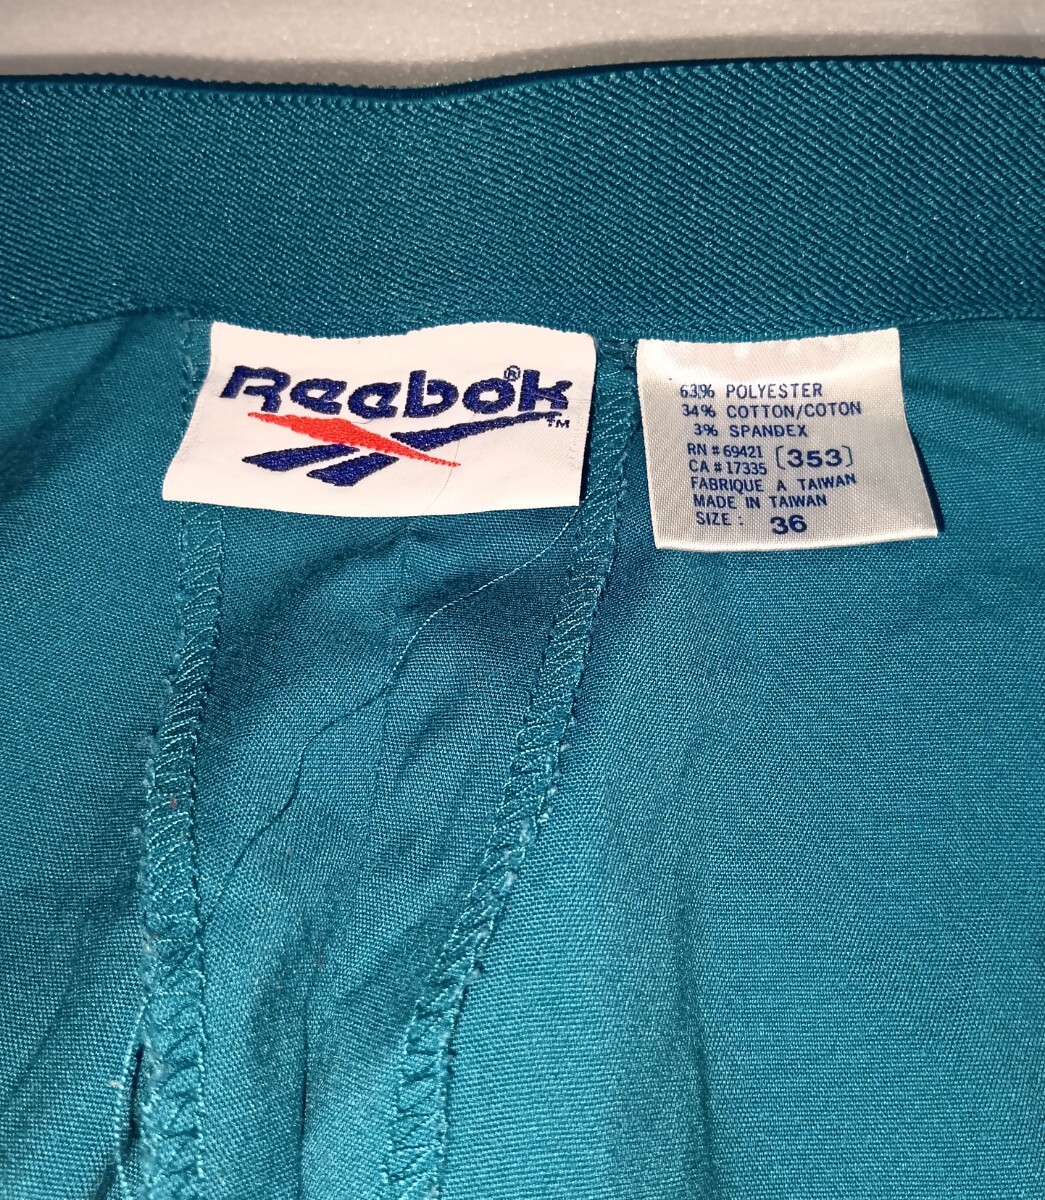 Reebok®
TM
63% POLYESTER
34% COTTON/COTON
3% SPANDEX
RN # 69421 [353]
CA # 17335
FABRIQUE A TAIWAN
MADE IN TAIWAN
SIZE : 36